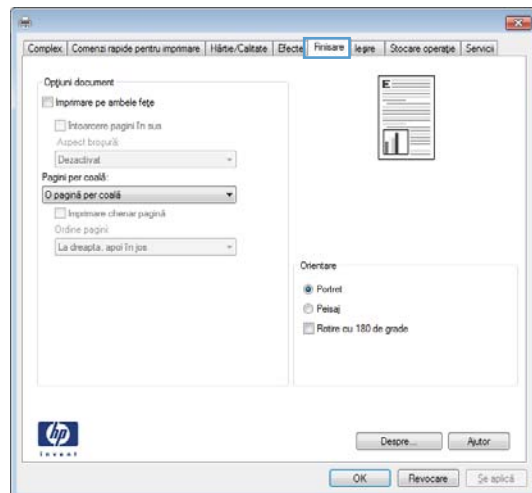 Complex Comenzi rapide pentru imprimare Hârtie/Calitate Efecte Finisare Ieşire Stocare operaţie Servicii
Opţiuni document
Imprimare pe ambele feţe
Întoarcere pagini în sus
Aspect broşură:
Dezactivat
Pagini per coală:
O pagină per coală
Imprimare chenar pagină
Ordine pagini:
La dreapta, apoi în jos
E
Orientare
Portret
Peisaj
Rotire cu 180 de grade
hp
invent
Despre... Ajutor
OK Revocare Se aplică